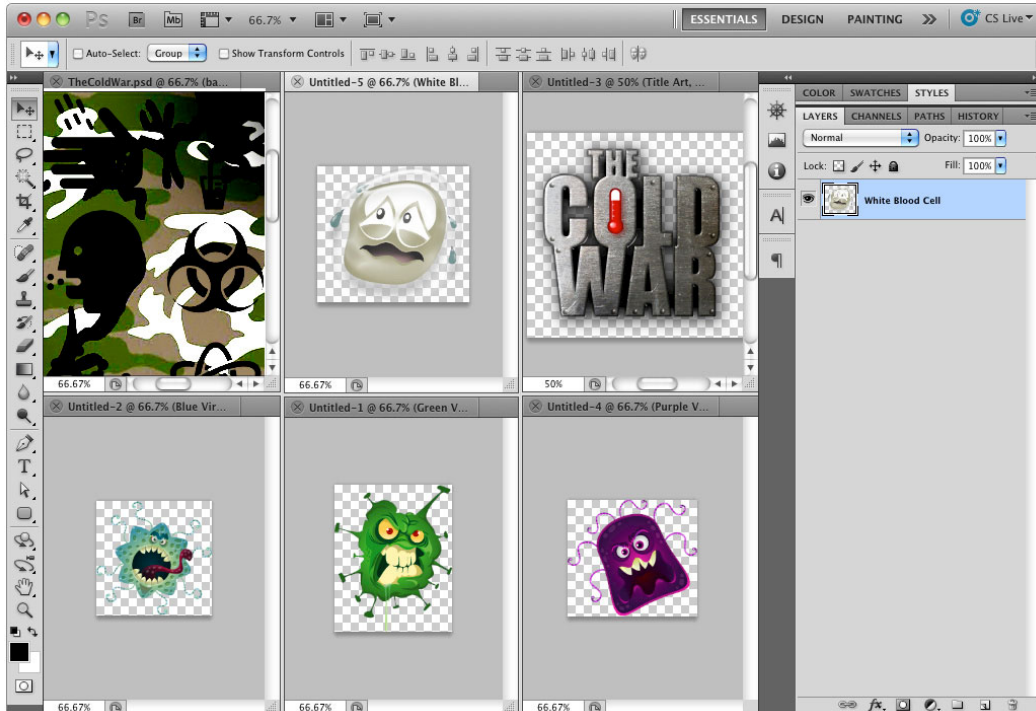 Ps Br Mb 66.7% ESSENTIALS DESIGN PAINTING CS Live
Auto-Select: Group Show Transform Controls
TheColdWar.psd @ 66.7% (ba...
Untitled-5 @ 66.7% (White Bl...
Untitled-3 @ 50% (Title Art, ...
THE
COLD
WAR
66.67%
66.67%
50%
Untitled-2 @ 66.7% (Blue Vir...
Untitled-1 @ 66.7% (Green V...
Untitled-4 @ 66.7% (Purple V...
66.67%
66.67%
66.67%
COLOR SWATCHES STYLES
LAYERS CHANNELS PATHS HISTORY
Normal Opacity: 100%
Lock: Fill: 100%
White Blood Cell